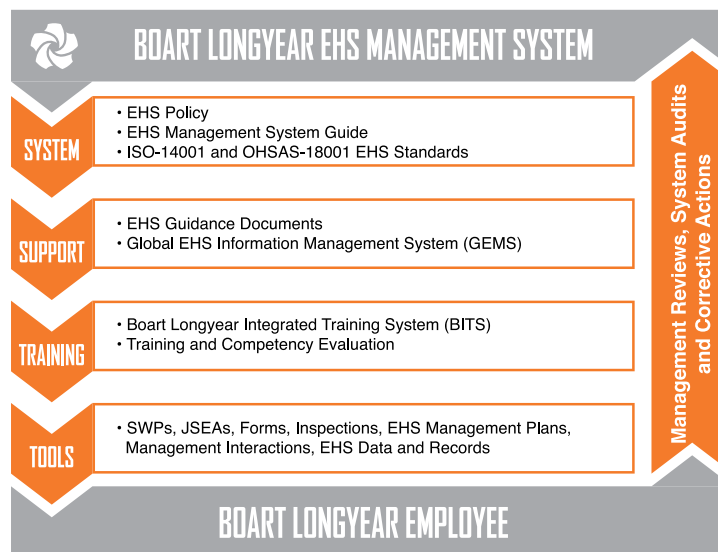 BOART LONGYEAR EHS MANAGEMENT SYSTEM
SYSTEM
• EHS Policy
• EHS Management System Guide
• ISO-14001 and OHSAS-18001 EHS Standards
SUPPORT
• EHS Guidance Documents
• Global EHS Information Management System (GEMS)
TRAINING
• Boart Longyear Integrated Training System (BITS)
• Training and Competency Evaluation
TOOLS
• SWPs, JSEAs, Forms, Inspections, EHS Management Plans,
Management Interactions, EHS Data and Records
Management Reviews, System Audits
and Corrective Actions
BOART LONGYEAR EMPLOYEE